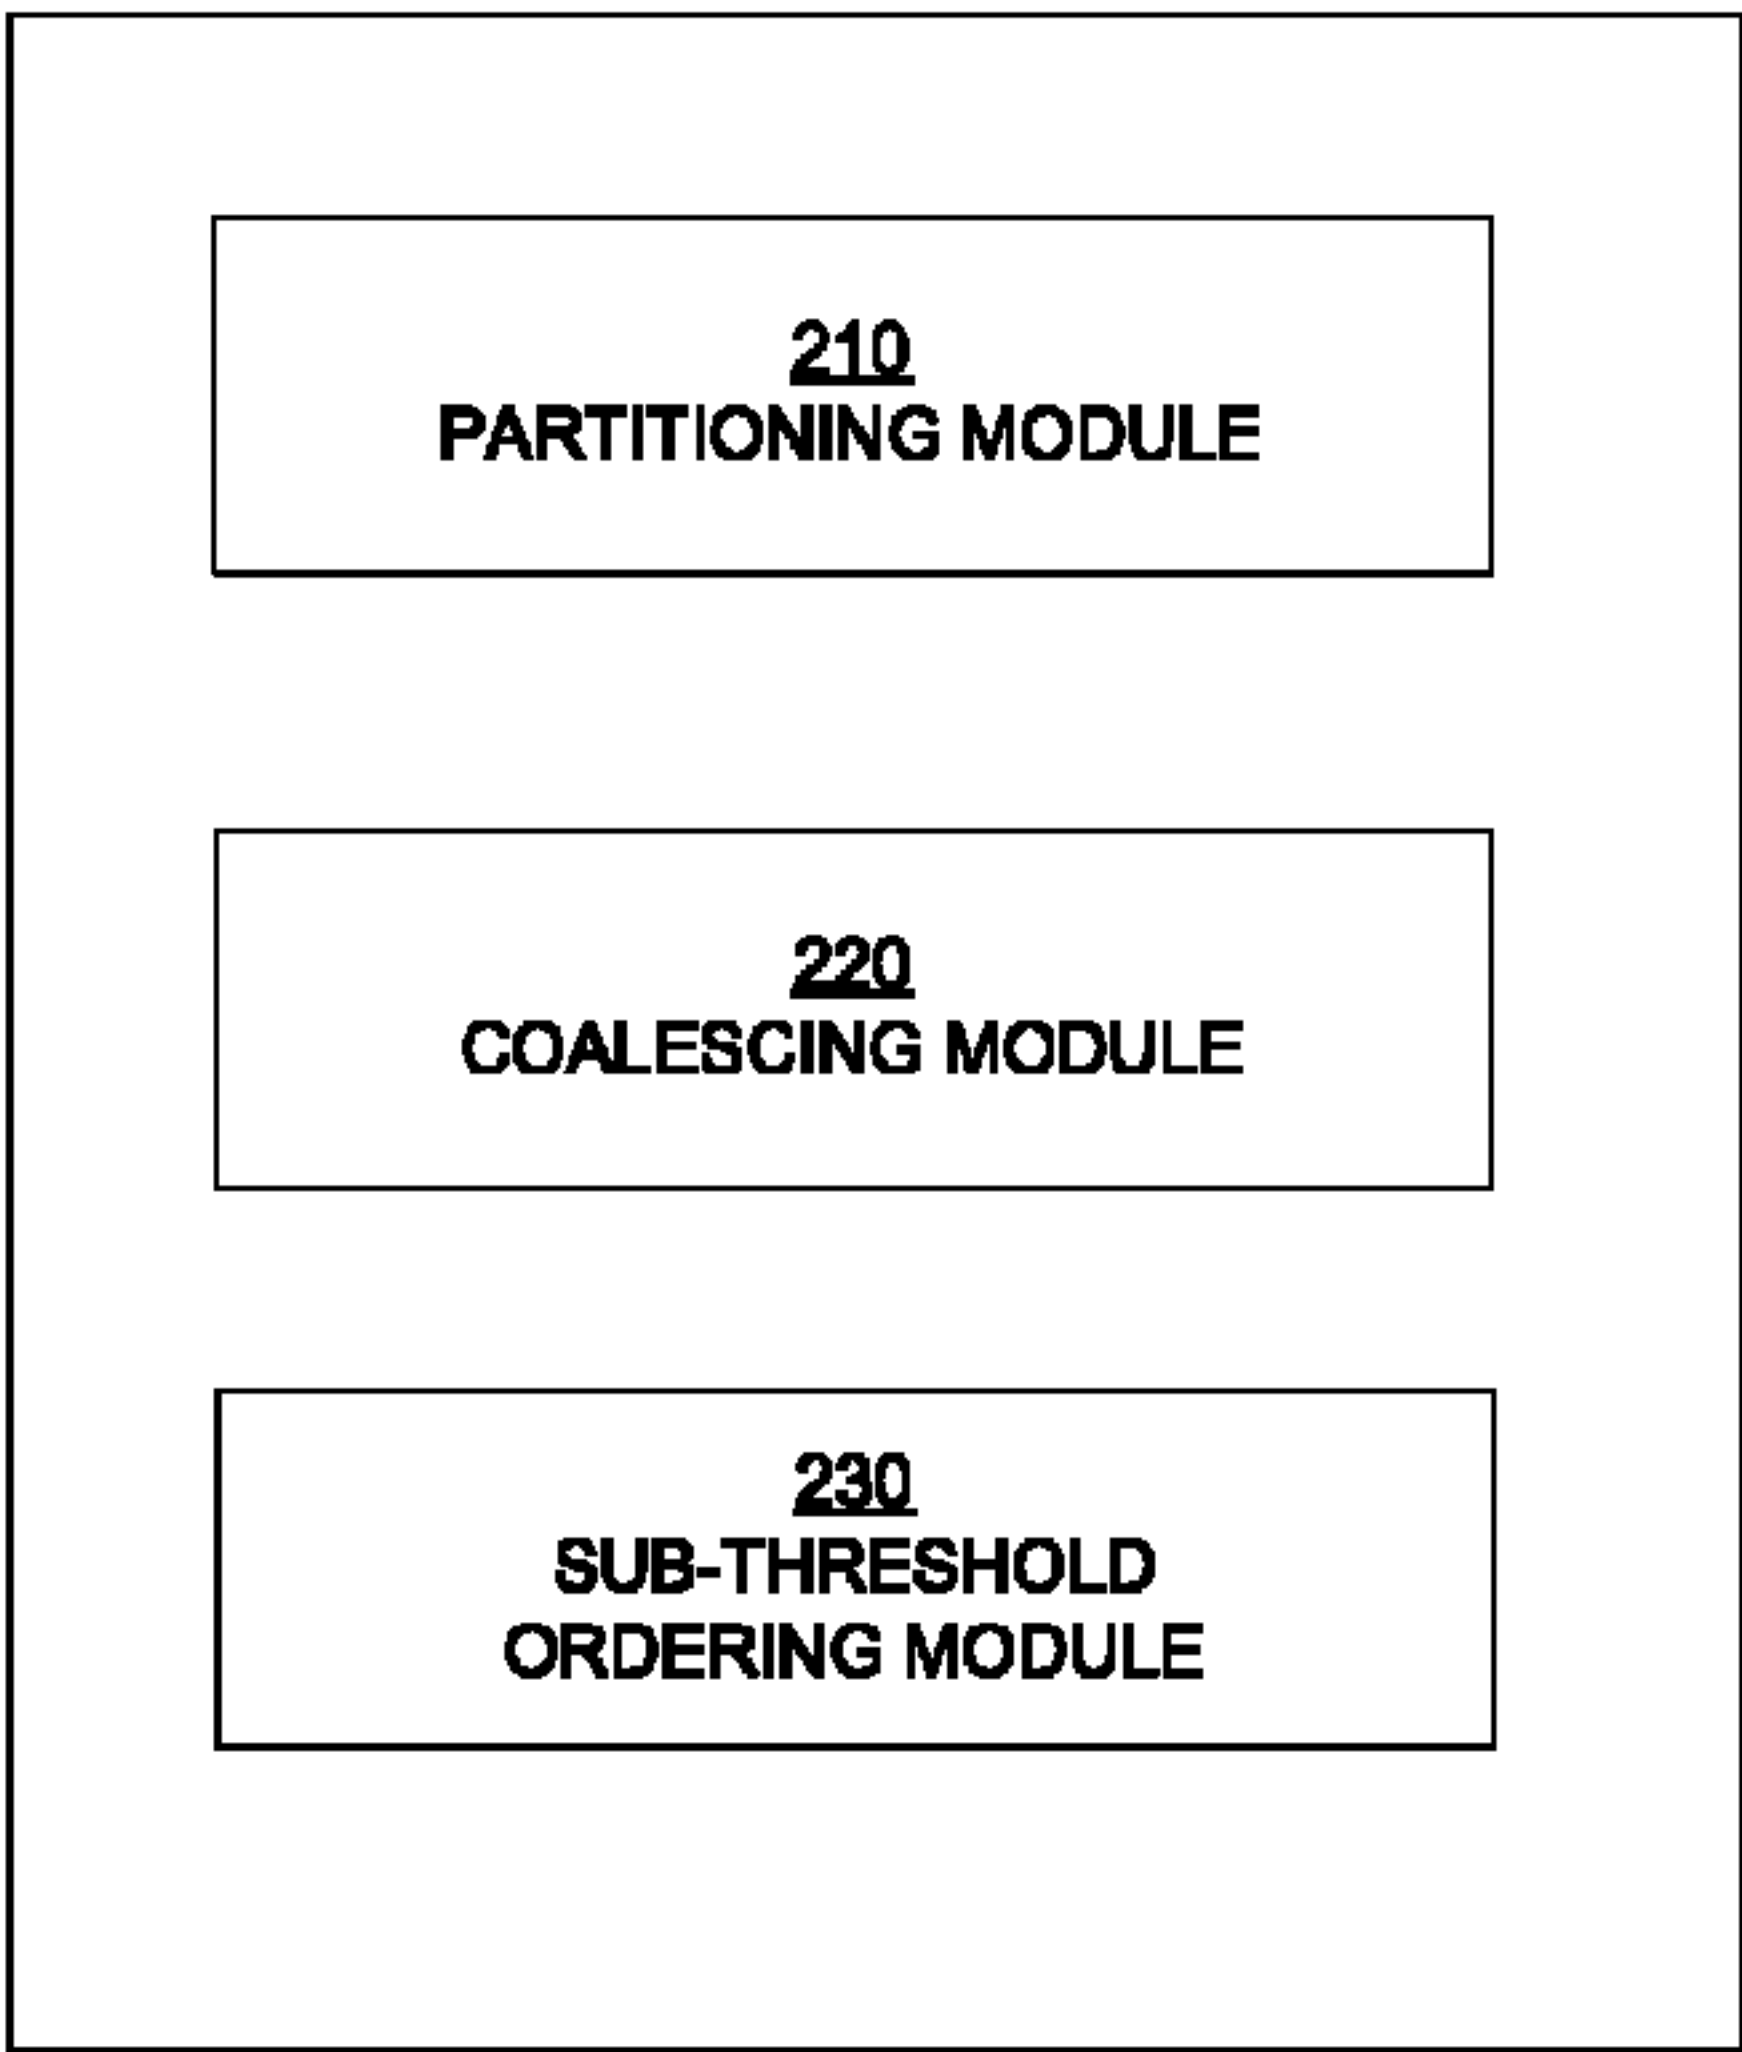 210
PARTITIONING MODULE
220
COALESCING MODULE
230
SUB-THRESHOLD
ORDERING MODULE